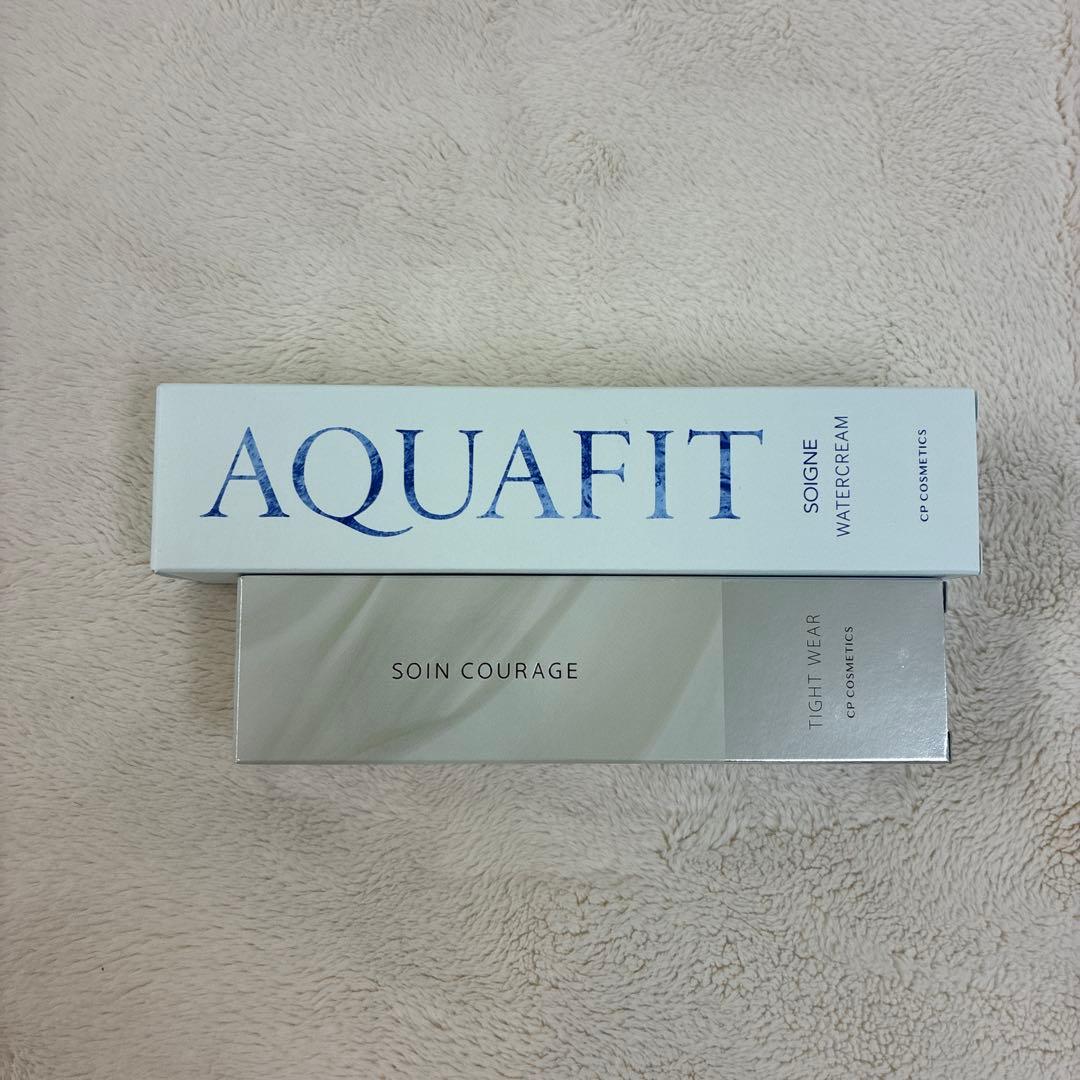 AQUAFIT
SOIGNE
WATERCREAM
CP COSMETICS
SOIN COURAGE
TIGHT WEAR
CP COSMETICS